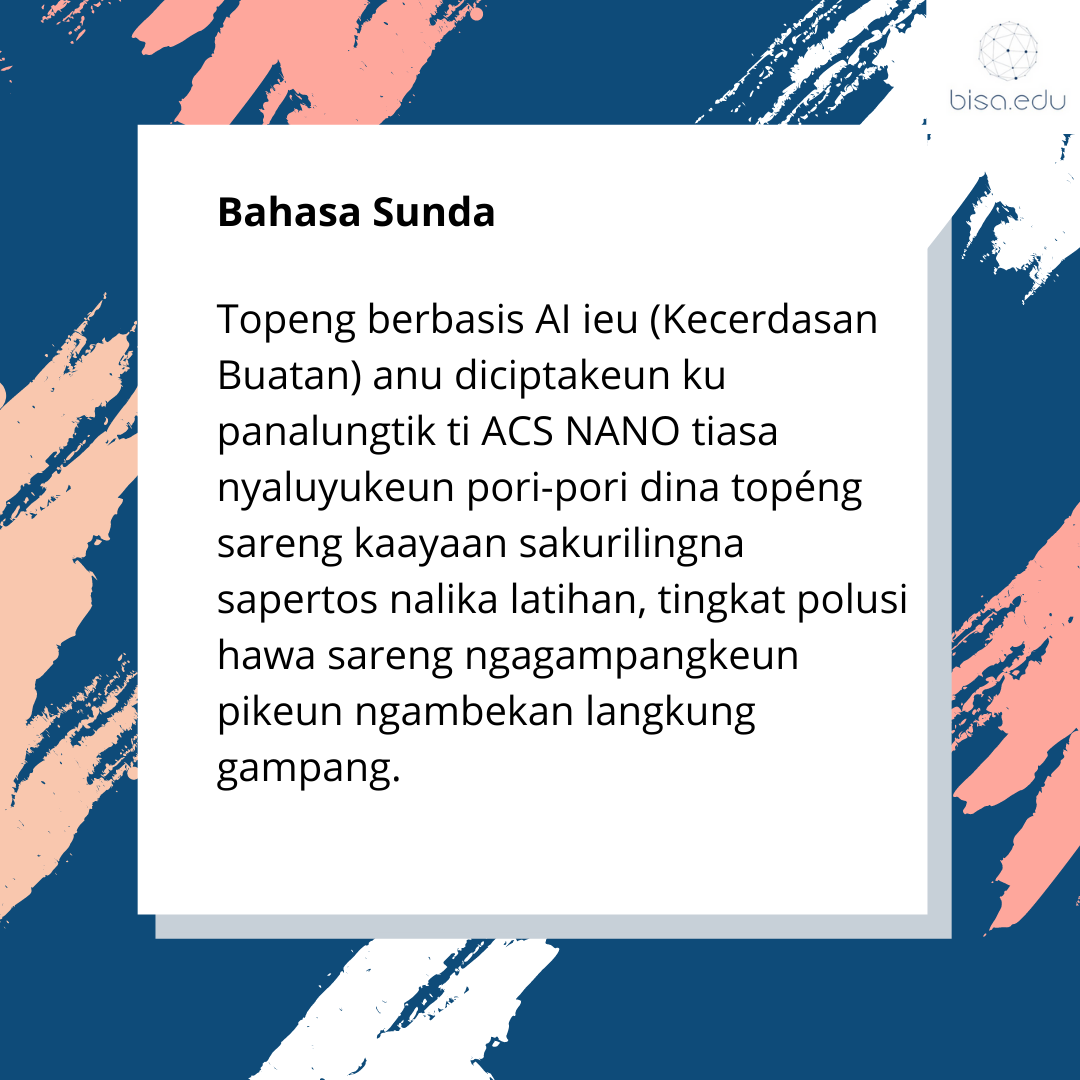 bisa.edu
Bahasa Sunda
Topeng berbasis AI ieu (Kecerdasan
Buatan) anu diciptakeun ku
panalungtik ti ACS NANO tiasa
nyaluyukeun pori-pori dina topéng
sareng kaayaan sakurilingna
sapertos nalika latihan, tingkat polusi
hawa sareng ngagampangkeun
pikeun ngambekan langkung
gampang.